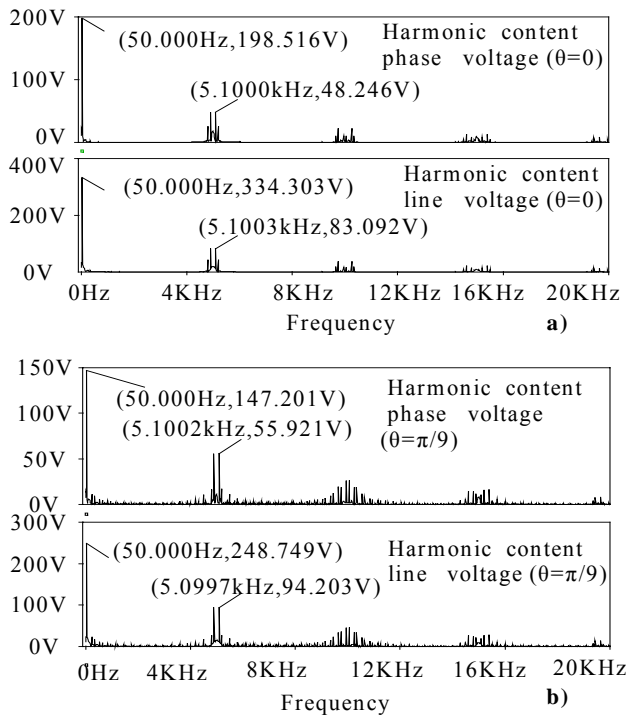 200V
Harmonic content
(50.000Hz,198.516V)
phase voltage (θ=0)
100V
(5.1000kHz,48.246V)
0V
400V
Harmonic content
(50.000Hz,334.303V)
line voltage (θ=0)
200V
(5.1003kHz,83.092V)
0V
0Hz 4KHz 8KHz 12KHz 16KHz 20KHz
Frequency a)
150V
Harmonic content
(50.000Hz,147.201V)
phase voltage
100V
(5.1002kHz,55.921V)
(θ=π/9)
50V
0V
300V
Harmonic content
(50.000Hz,248.749V)
line voltage (θ=π/9)
200V
(5.0997kHz,94.203V)
100V
0V
0Hz 4KHz 8KHz 12KHz 16KHz 20KHz
Frequency b)